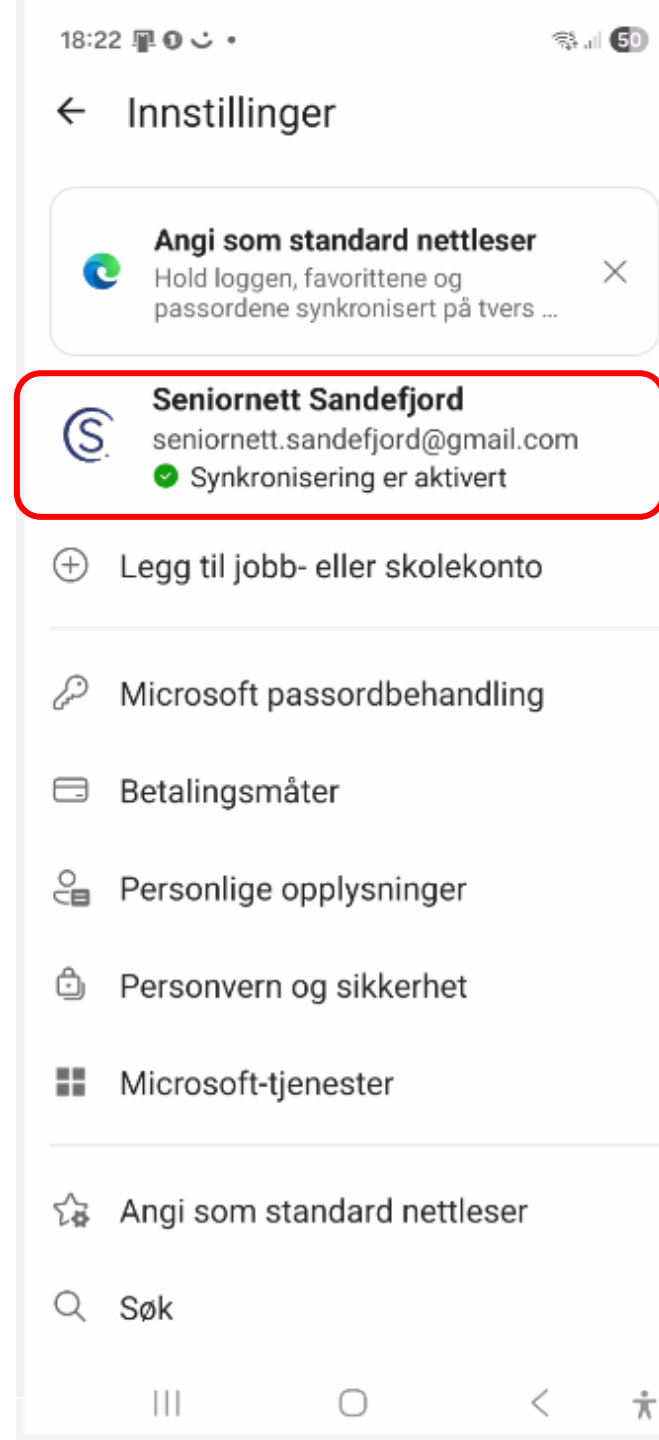 18:22
50
Innstillinger
Angi som standard nettleser
Hold loggen, favorittene og
passordene synkronisert på tvers ...
S
Seniornett Sandefjord
seniornett.sandefjord@gmail.com
Synkronisering er aktivert
Legg til jobb- eller skolekonto
Microsoft passordbehandling
Betalingsmåter
Personlige opplysninger
Personvern og sikkerhet
Microsoft-tjenester
Angi som standard nettleser
Søk